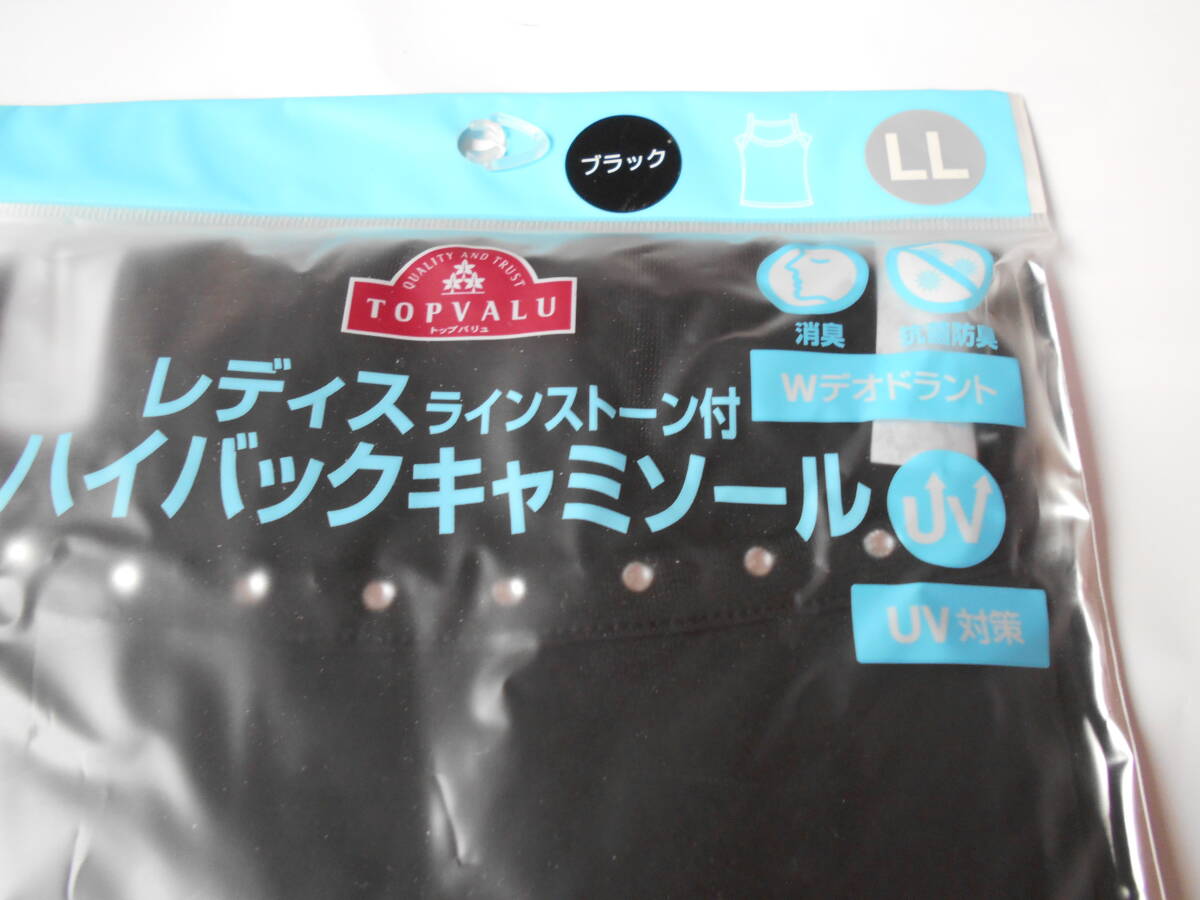 ブラック
LL
QUALITY AND TRUST
TOPVALU
トップバリュ
消臭
抗菌防臭
Wデオドラント
レディス ラインストーン付
ハイバックキャミソール
UV
UV対策